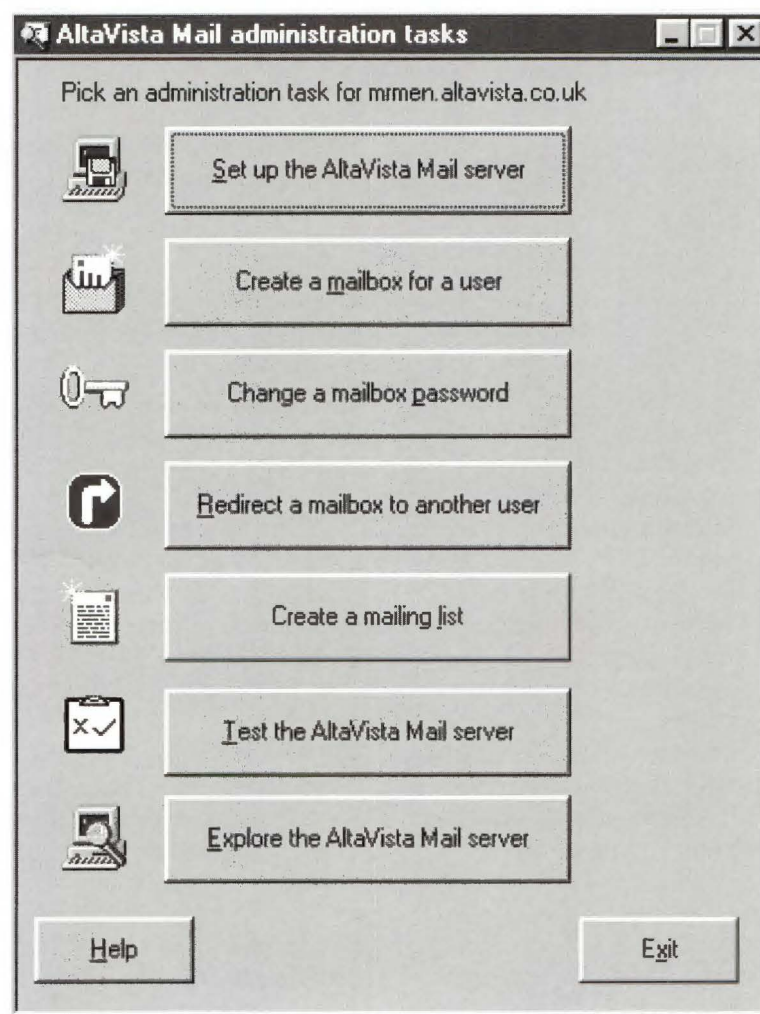 AltaVista Mail administration tasks
Pick an administration task for mrmen.altavista.co.uk
Set up the AltaVista Mail server
Create a mailbox for a user
Change a mailbox password
Redirect a mailbox to another user
Create a mailing list
Test the AltaVista Mail server
Explore the AltaVista Mail server
Help
Exit